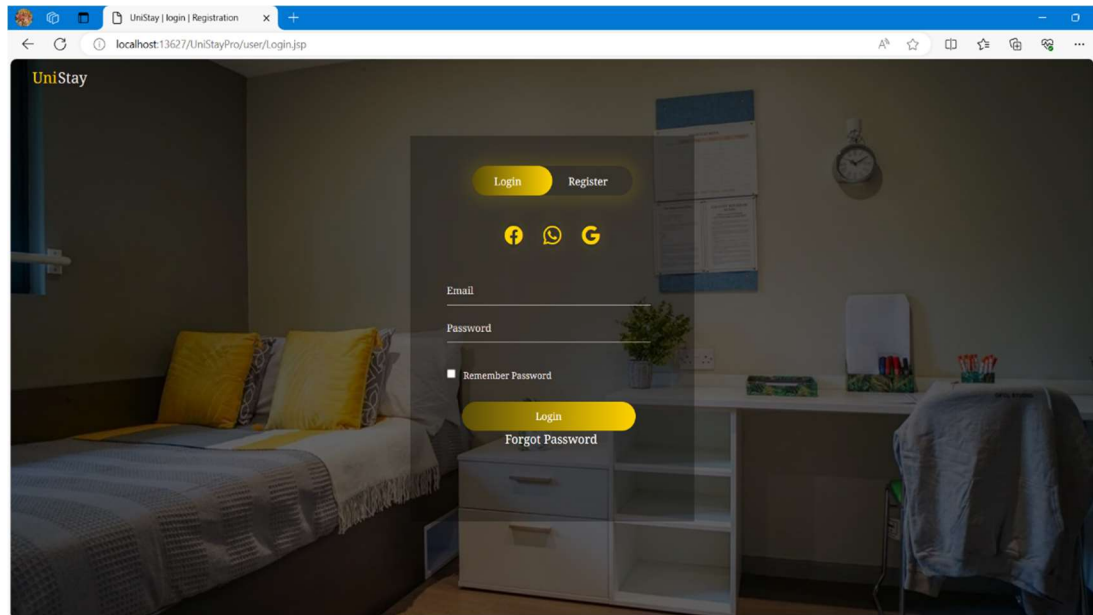 UniStay | login | Registration
localhost:13627/UniStayPro/user/Login.jsp
UniStay
Login Register
Email
Password
Remember Password
Login
Forgot Password